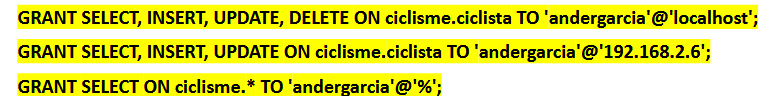 GRANT SELECT, INSERT, UPDATE, DELETE ON ciclisme.ciclista TO 'andergarcia'@'localhost';
GRANT SELECT, INSERT, UPDATE ON ciclisme.ciclista TO 'andergarcia'@'192.168.2.6';
GRANT SELECT ON ciclisme.* TO 'andergarcia'@'%';